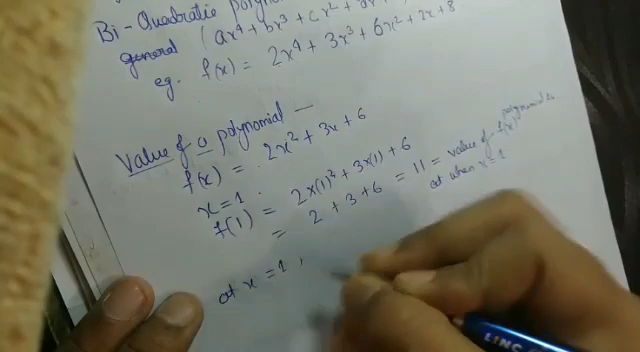 Bi-Quadratic polyno
general (ax⁴ + bx³ + cx² + dx +
eg. f(x) = 2x⁴ + 3x³ + 6x² + 7x + 8
Value of a polynomial —
f(x) = 2x² + 3x + 6
x = 1.
f(1) = 2×(1)² + 3×(1) + 6
= 2 + 3 + 6 = 11 = value of f(x)
at when x = 1
at x = 1,
LINC